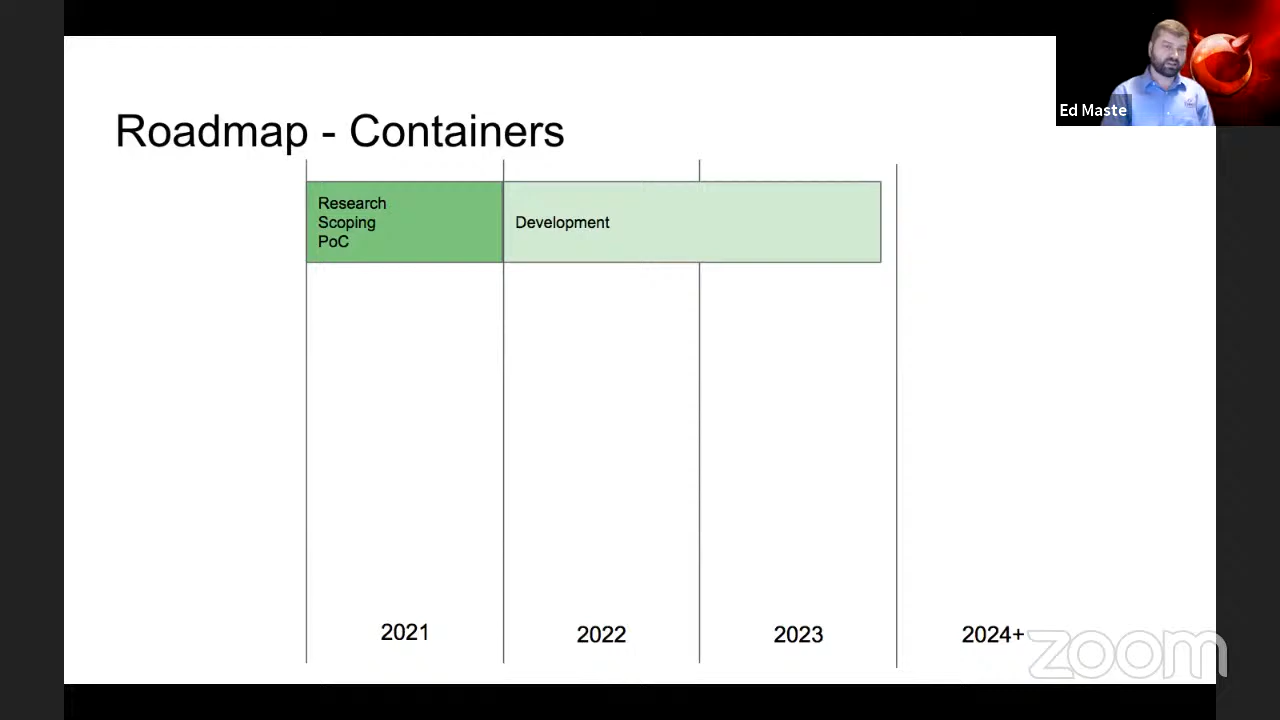 Ed Maste
Roadmap - Containers
Research
Scoping
PoC
Development
2021
2022
2023
2024+
zoom